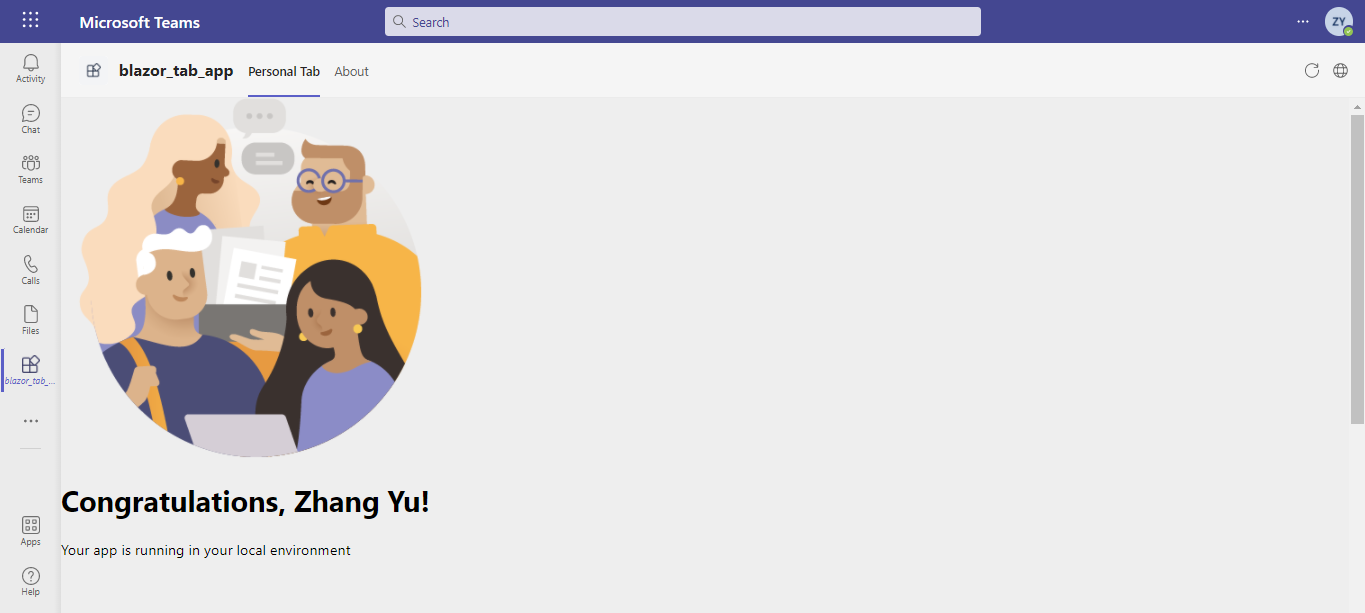 Microsoft Teams
Search
ZY
Activity
Chat
Teams
Calendar
Calls
Files
blazor_tab_...
Apps
Help
blazor_tab_app Personal Tab About
Congratulations, Zhang Yu!
Your app is running in your local environment